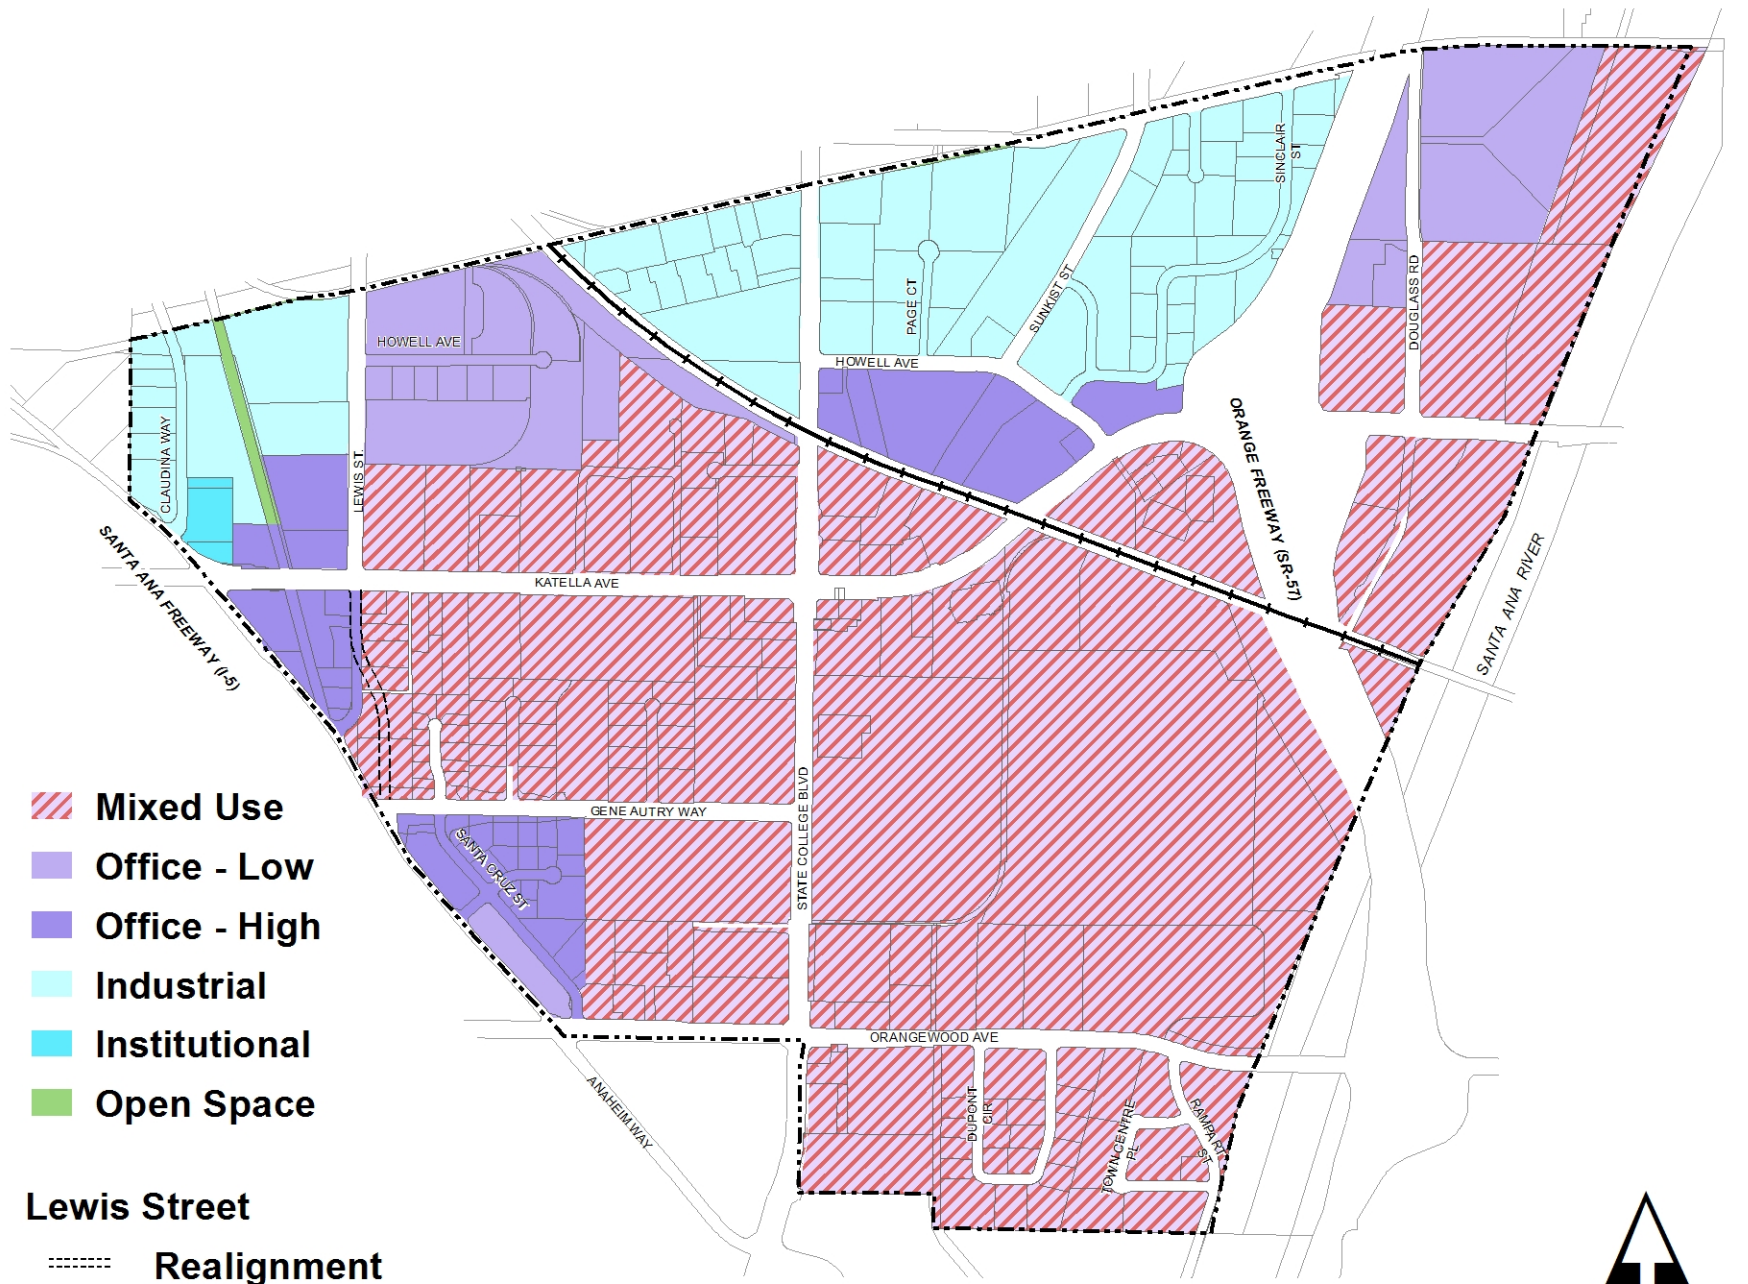 SINCLAIR
ST
HOWELL AVE
PAGE CT
SUNKIST ST
DOUGLASS RD
HOWELL AVE
CLAUDINA WAY
LEWIS ST.
ORANGE FREEWAY (SR-57)
SANTA ANA FREEWAY (I-5)
KATELLA AVE
SANTA ANA RIVER
STATE COLLEGE BLVD
GENE AUTRY WAY
SANTA CRUZ ST
Mixed Use
Office - Low
Office - High
Industrial
Institutional
Open Space
ORANGEWOOD AVE
ANAHEIM WAY
DUPONT
CIR
TOWN CENTRE
PL
RAMPART
ST
Lewis Street
Realignment